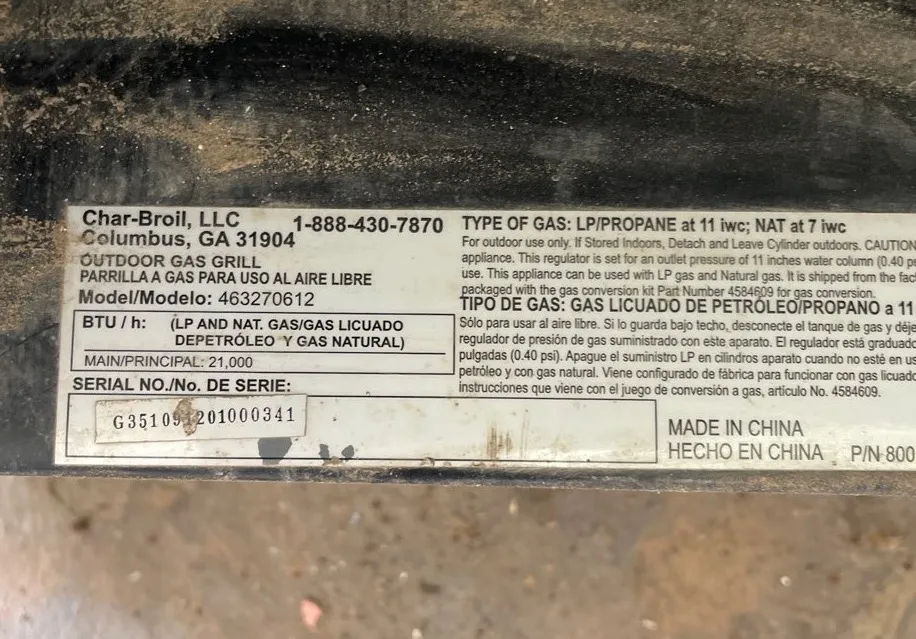 Char-Broil, LLC 1-888-430-7870
Columbus, GA 31904
OUTDOOR GAS GRILL
PARRILLA A GAS PARA USO AL AIRE LIBRE
Model/Modelo: 463270612
BTU / h: (LP AND NAT. GAS/GAS LICUADO
DEPETRÓLEO Y GAS NATURAL)
MAIN/PRINCIPAL: 21,000
SERIAL NO./No. DE SERIE:
TYPE OF GAS: LP/PROPANE at 11 iwc; NAT at 7 iwc
For outdoor use only. If Stored Indoors, Detach and Leave Cylinder outdoors. CAUTION
appliance. This regulator is set for an outlet pressure of 11 inches water column (0.40 ps
use. This appliance can be used with LP gas and Natural gas. It is shipped from the fac
packaged with the gas conversion kit Part Number 4584609 for gas conversion.
TIPO DE GAS: GAS LICUADO DE PETRÓLEO/PROPANO a 11
Sólo para usar al aire libre. Si lo guarda bajo techo, desconecte el tanque de gas y déje
regulador de presión de gas suministrado con este aparato. El regulador está graduado
pulgadas (0.40 psi). Apague el suministro LP en cilindros aparato cuando no esté en us
petróleo y con gas natural. Viene configurado de fábrica para funcionar con gas licuado
instrucciones que viene con el juego de conversión a gas, artículo No. 4584609.
MADE IN CHINA
HECHO EN CHINA P/N 800